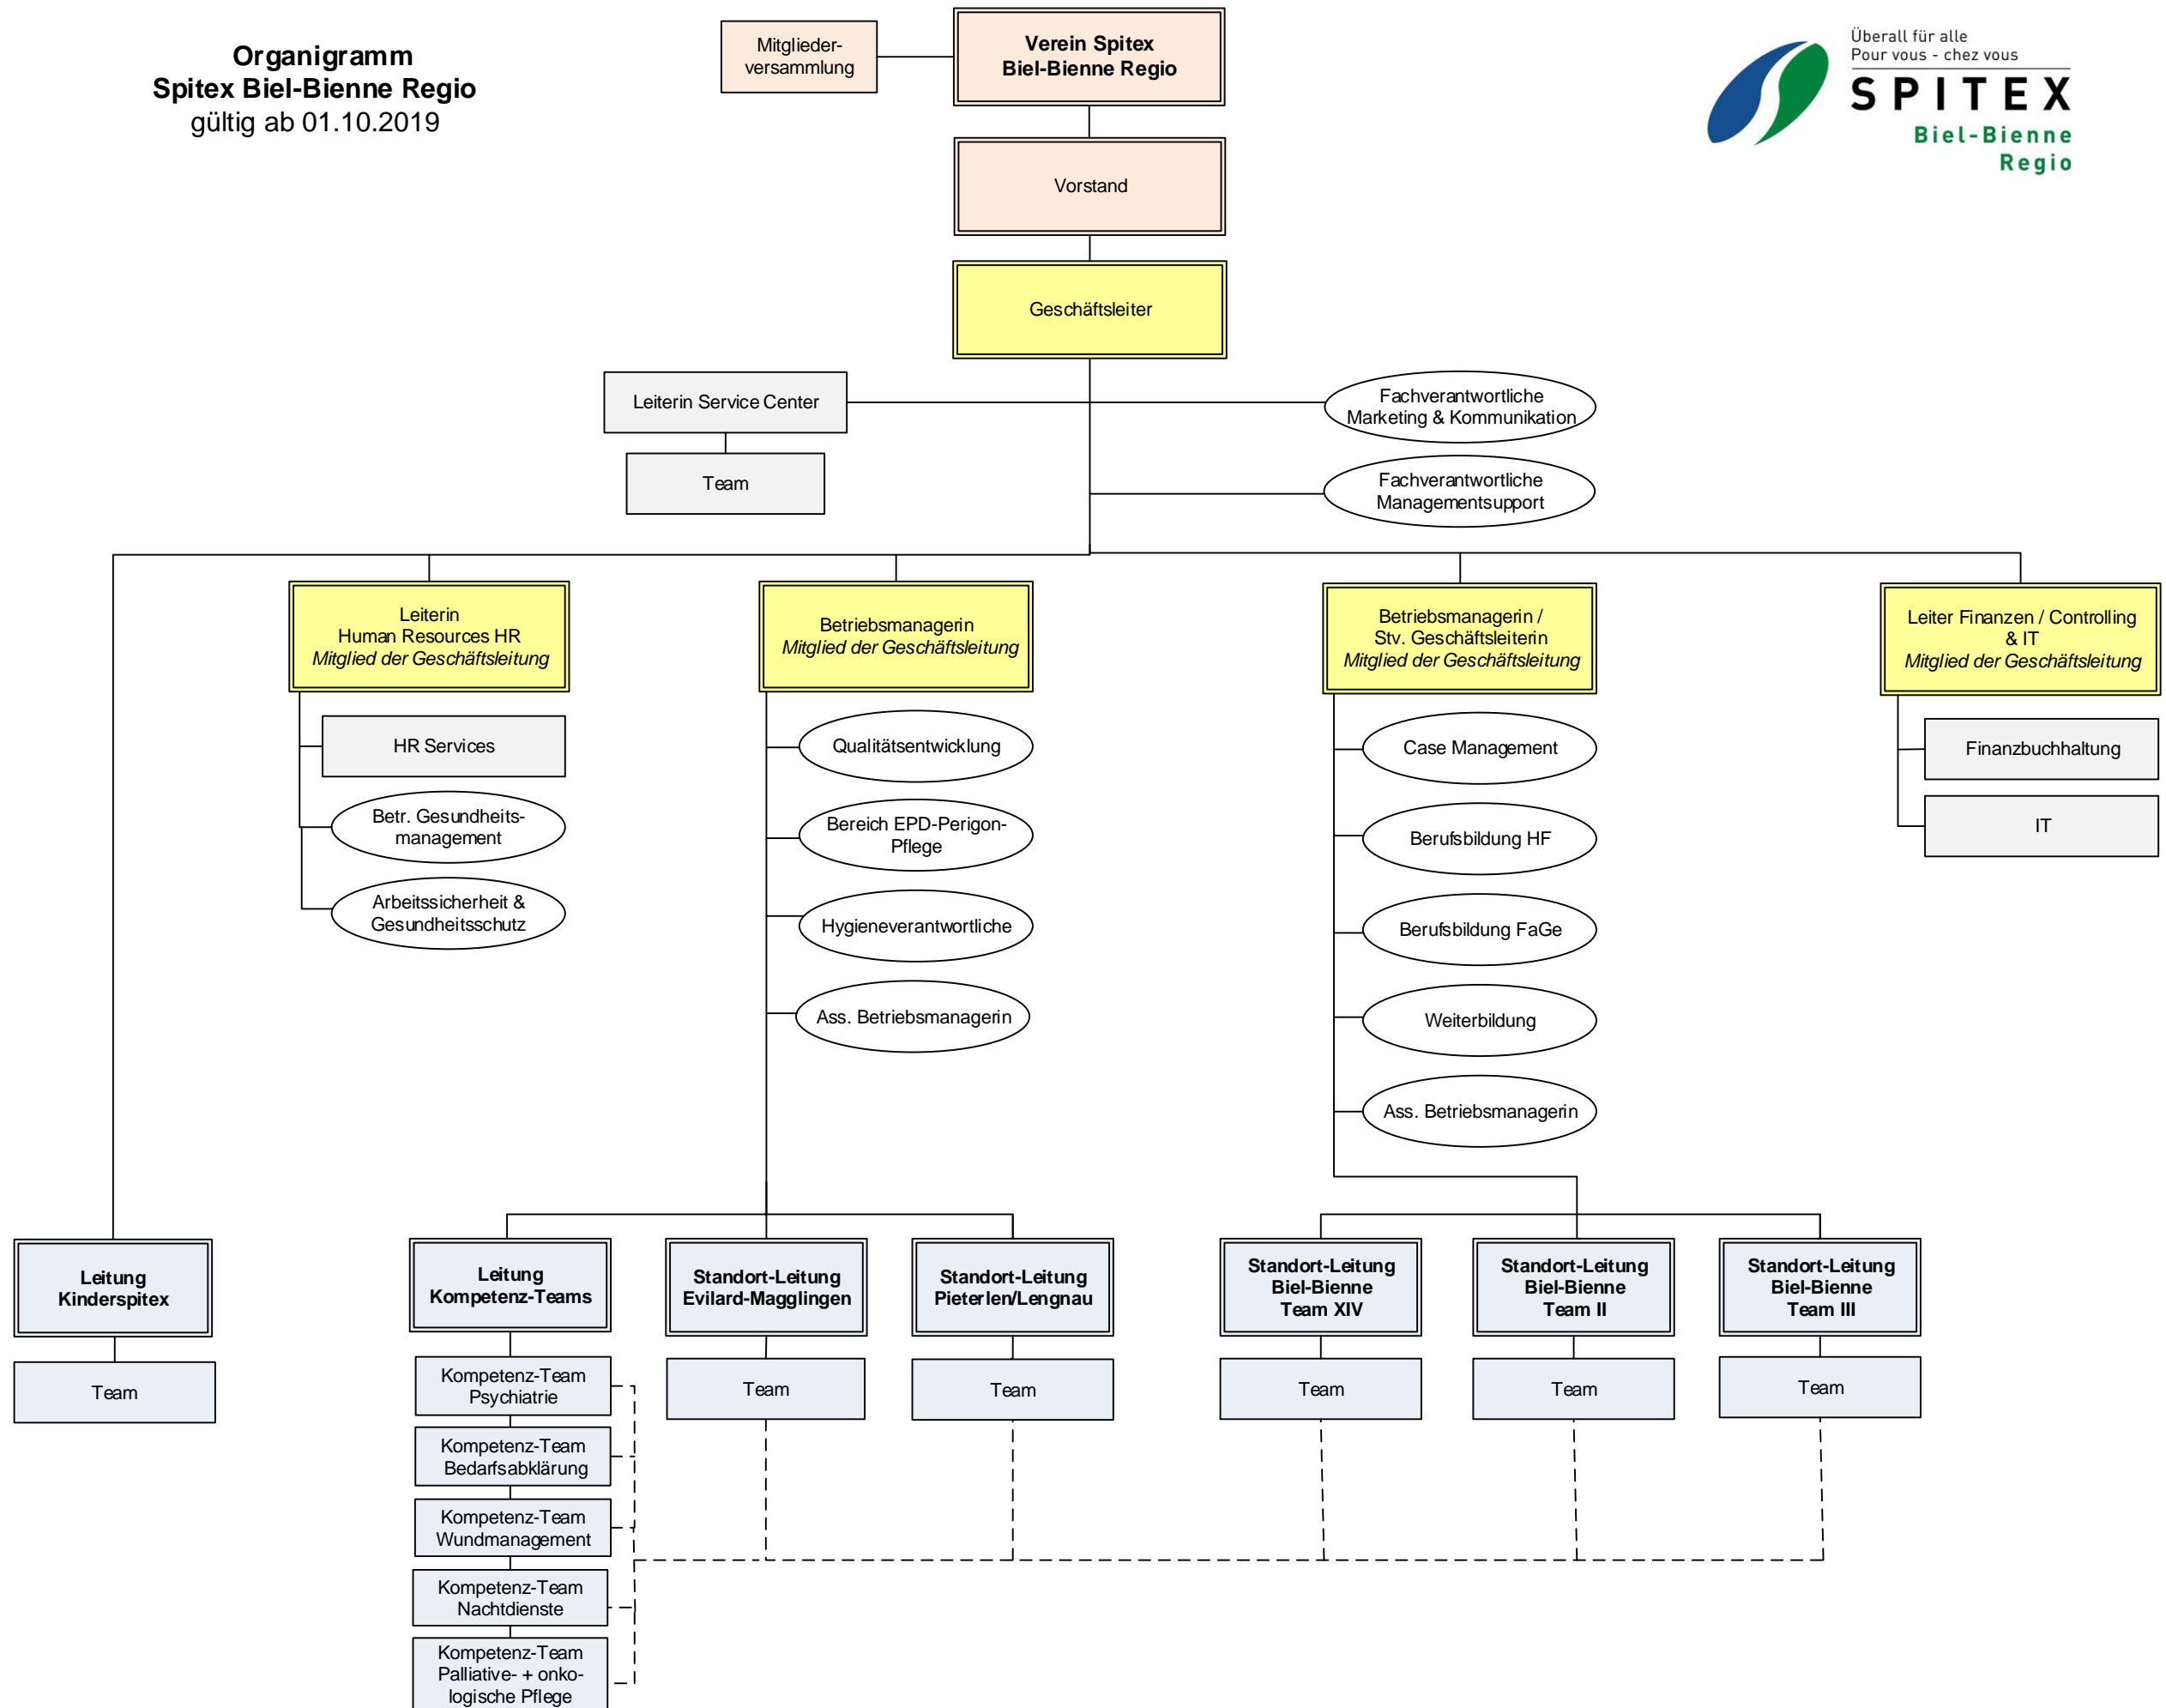 Organigramm
Spitex Biel-Bienne Regio
gültig ab 01.10.2019
Mitglieder-
versammlung
Verein Spitex
Biel-Bienne Regio
Überall für alle
Pour vous - chez vous
SPITEX
Biel-Bienne
Regio
Vorstand
Geschäftsleiter
Leiterin Service Center
Team
Fachverantwortliche
Marketing & Kommunikation
Fachverantwortliche
Managementsupport
Leiterin
Human Resources HR
Mitglied der Geschäftsleitung
HR Services
Betr. Gesundheits-
management
Arbeitssicherheit &
Gesundheitsschutz
Betriebsmanagerin
Mitglied der Geschäftsleitung
Qualitätsentwicklung
Bereich EPD-Perigon-
Pflege
Hygieneverantwortliche
Ass. Betriebsmanagerin
Betriebsmanagerin /
Stv. Geschäftsleiterin
Mitglied der Geschäftsleitung
Case Management
Berufsbildung HF
Berufsbildung FaGe
Weiterbildung
Ass. Betriebsmanagerin
Leiter Finanzen / Controlling
& IT
Mitglied der Geschäftsleitung
Finanzbuchhaltung
IT
Leitung
Kinderspitex
Team
Leitung
Kompetenz-Teams
Kompetenz-Team
Psychiatrie
Kompetenz-Team
Bedarfsabklärung
Kompetenz-Team
Wundmanagement
Kompetenz-Team
Nachtdienste
Kompetenz-Team
Palliative- + onko-
logische Pflege
Standort-Leitung
Evilard-Magglingen
Team
Standort-Leitung
Pieterlen/Lengnau
Team
Standort-Leitung
Biel-Bienne
Team XIV
Team
Standort-Leitung
Biel-Bienne
Team II
Team
Standort-Leitung
Biel-Bienne
Team III
Team